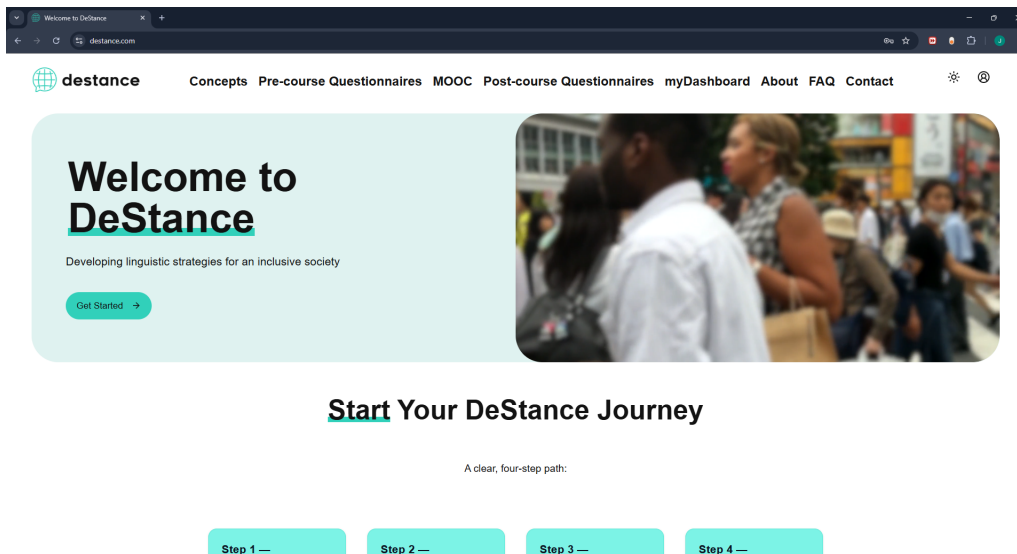 Welcome to DeStance
destance.com
J
destance
Concepts Pre-course Questionnaires MOOC Post-course Questionnaires myDashboard About FAQ Contact
Welcome to
DeStance
Developing linguistic strategies for an inclusive society
Get Started →
Start Your DeStance Journey
A clear, four-step path:
Step 1 —
Step 2 —
Step 3 —
Step 4 —